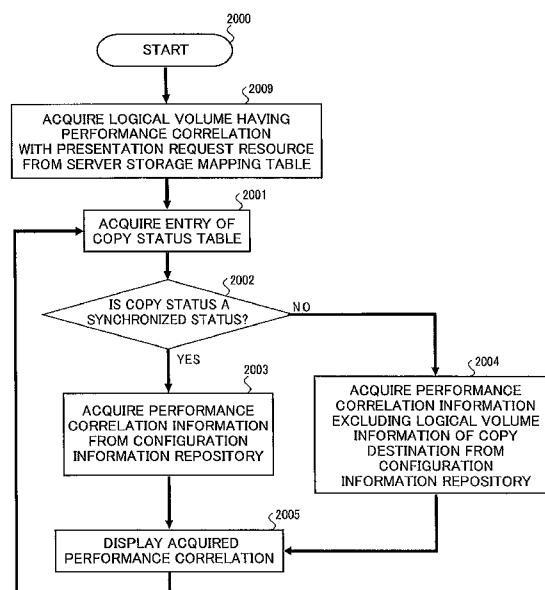 2000
START
2009
ACQUIRE LOGICAL VOLUME HAVING
PERFORMANCE CORRELATION
WITH PRESENTATION REQUEST RESOURCE
FROM SERVER STORAGE MAPPING TABLE
2001
ACQUIRE ENTRY OF
COPY STATUS TABLE
2002
IS COPY STATUS A
SYNCHRONIZED STATUS?
NO
YES
2003
ACQUIRE PERFORMANCE
CORRELATION INFORMATION
FROM CONFIGURATION
INFORMATION REPOSITORY
2004
ACQUIRE PERFORMANCE
CORRELATION INFORMATION
EXCLUDING LOGICAL VOLUME
INFORMATION OF COPY
DESTINATION FROM
CONFIGURATION
INFORMATION REPOSITORY
2005
DISPLAY ACQUIRED
PERFORMANCE CORRELATION